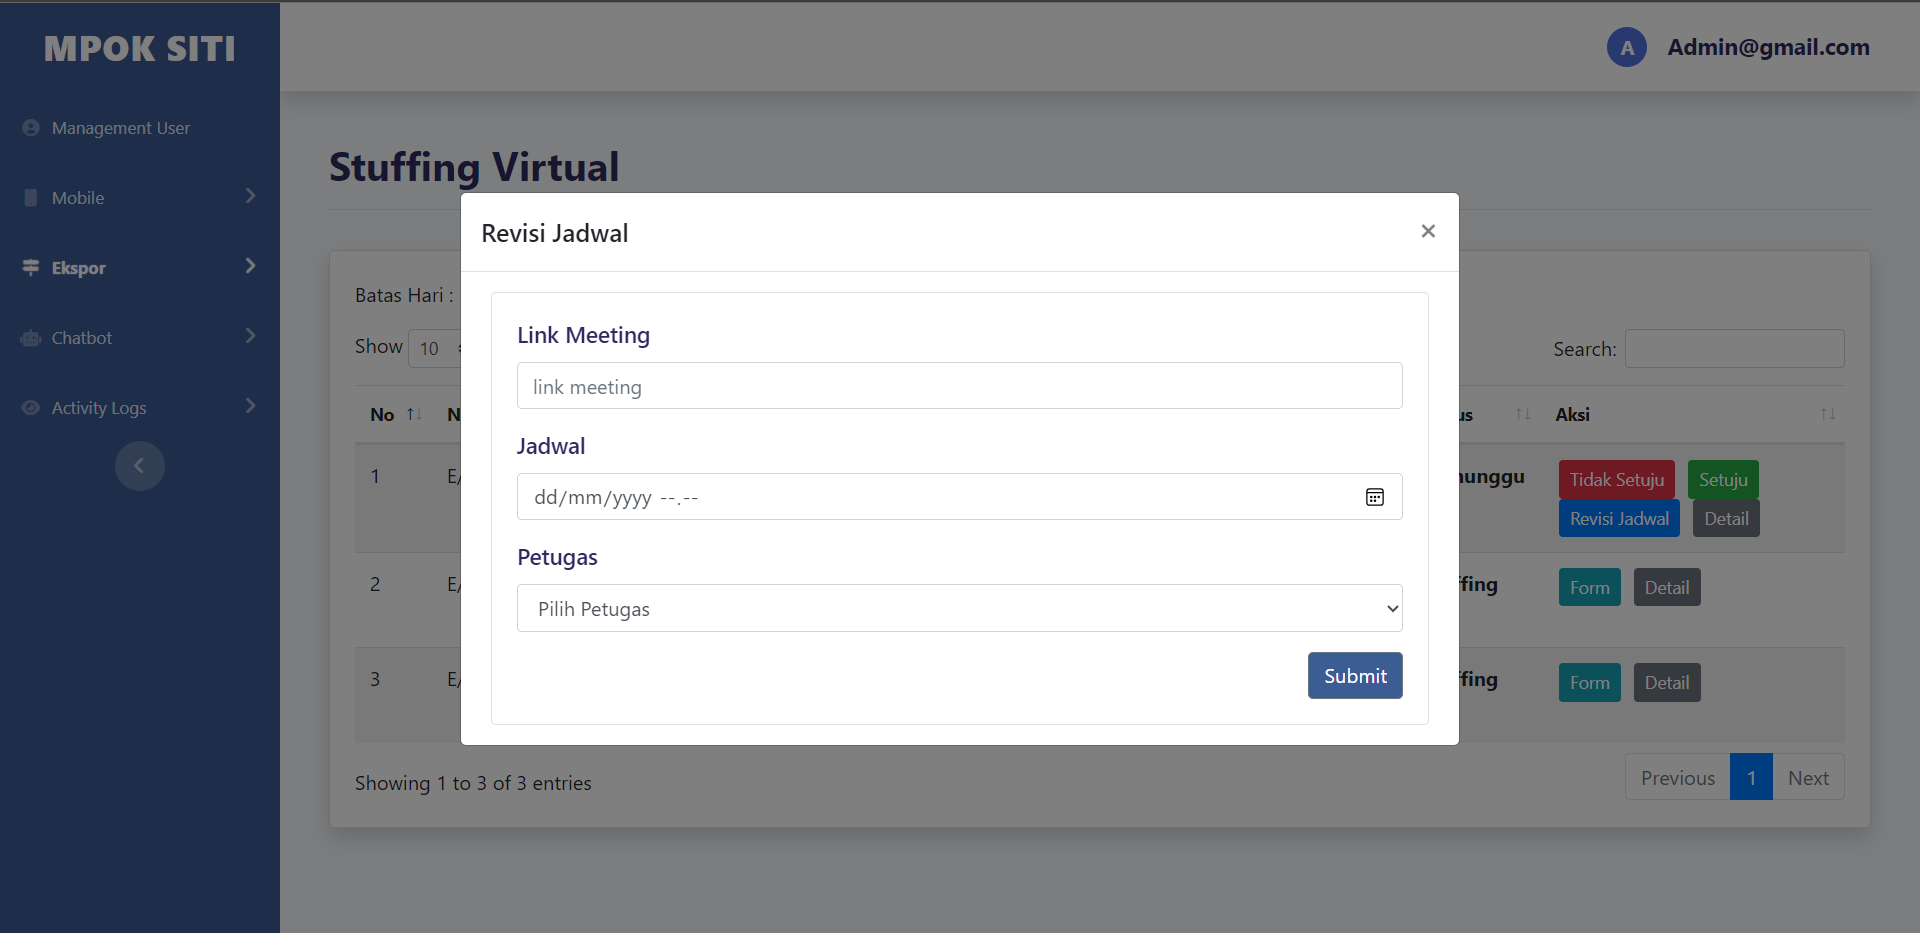 MPOK SITI
A Admin@gmail.com
Management User
Mobile
Ekspor
Chatbot
Activity Logs
Stuffing Virtual
Revisi Jadwal ×
Link Meeting
link meeting
Jadwal
dd/mm/yyyy --.--
Petugas
Pilih Petugas
Submit
Batas Hari :
Show 10
Search:
No N us Aksi
1 E/ nunggu Tidak Setuju Setuju
Revisi Jadwal Detail
2 E/ ffing Form Detail
3 E/ ffing Form Detail
Showing 1 to 3 of 3 entries
Previous 1 Next